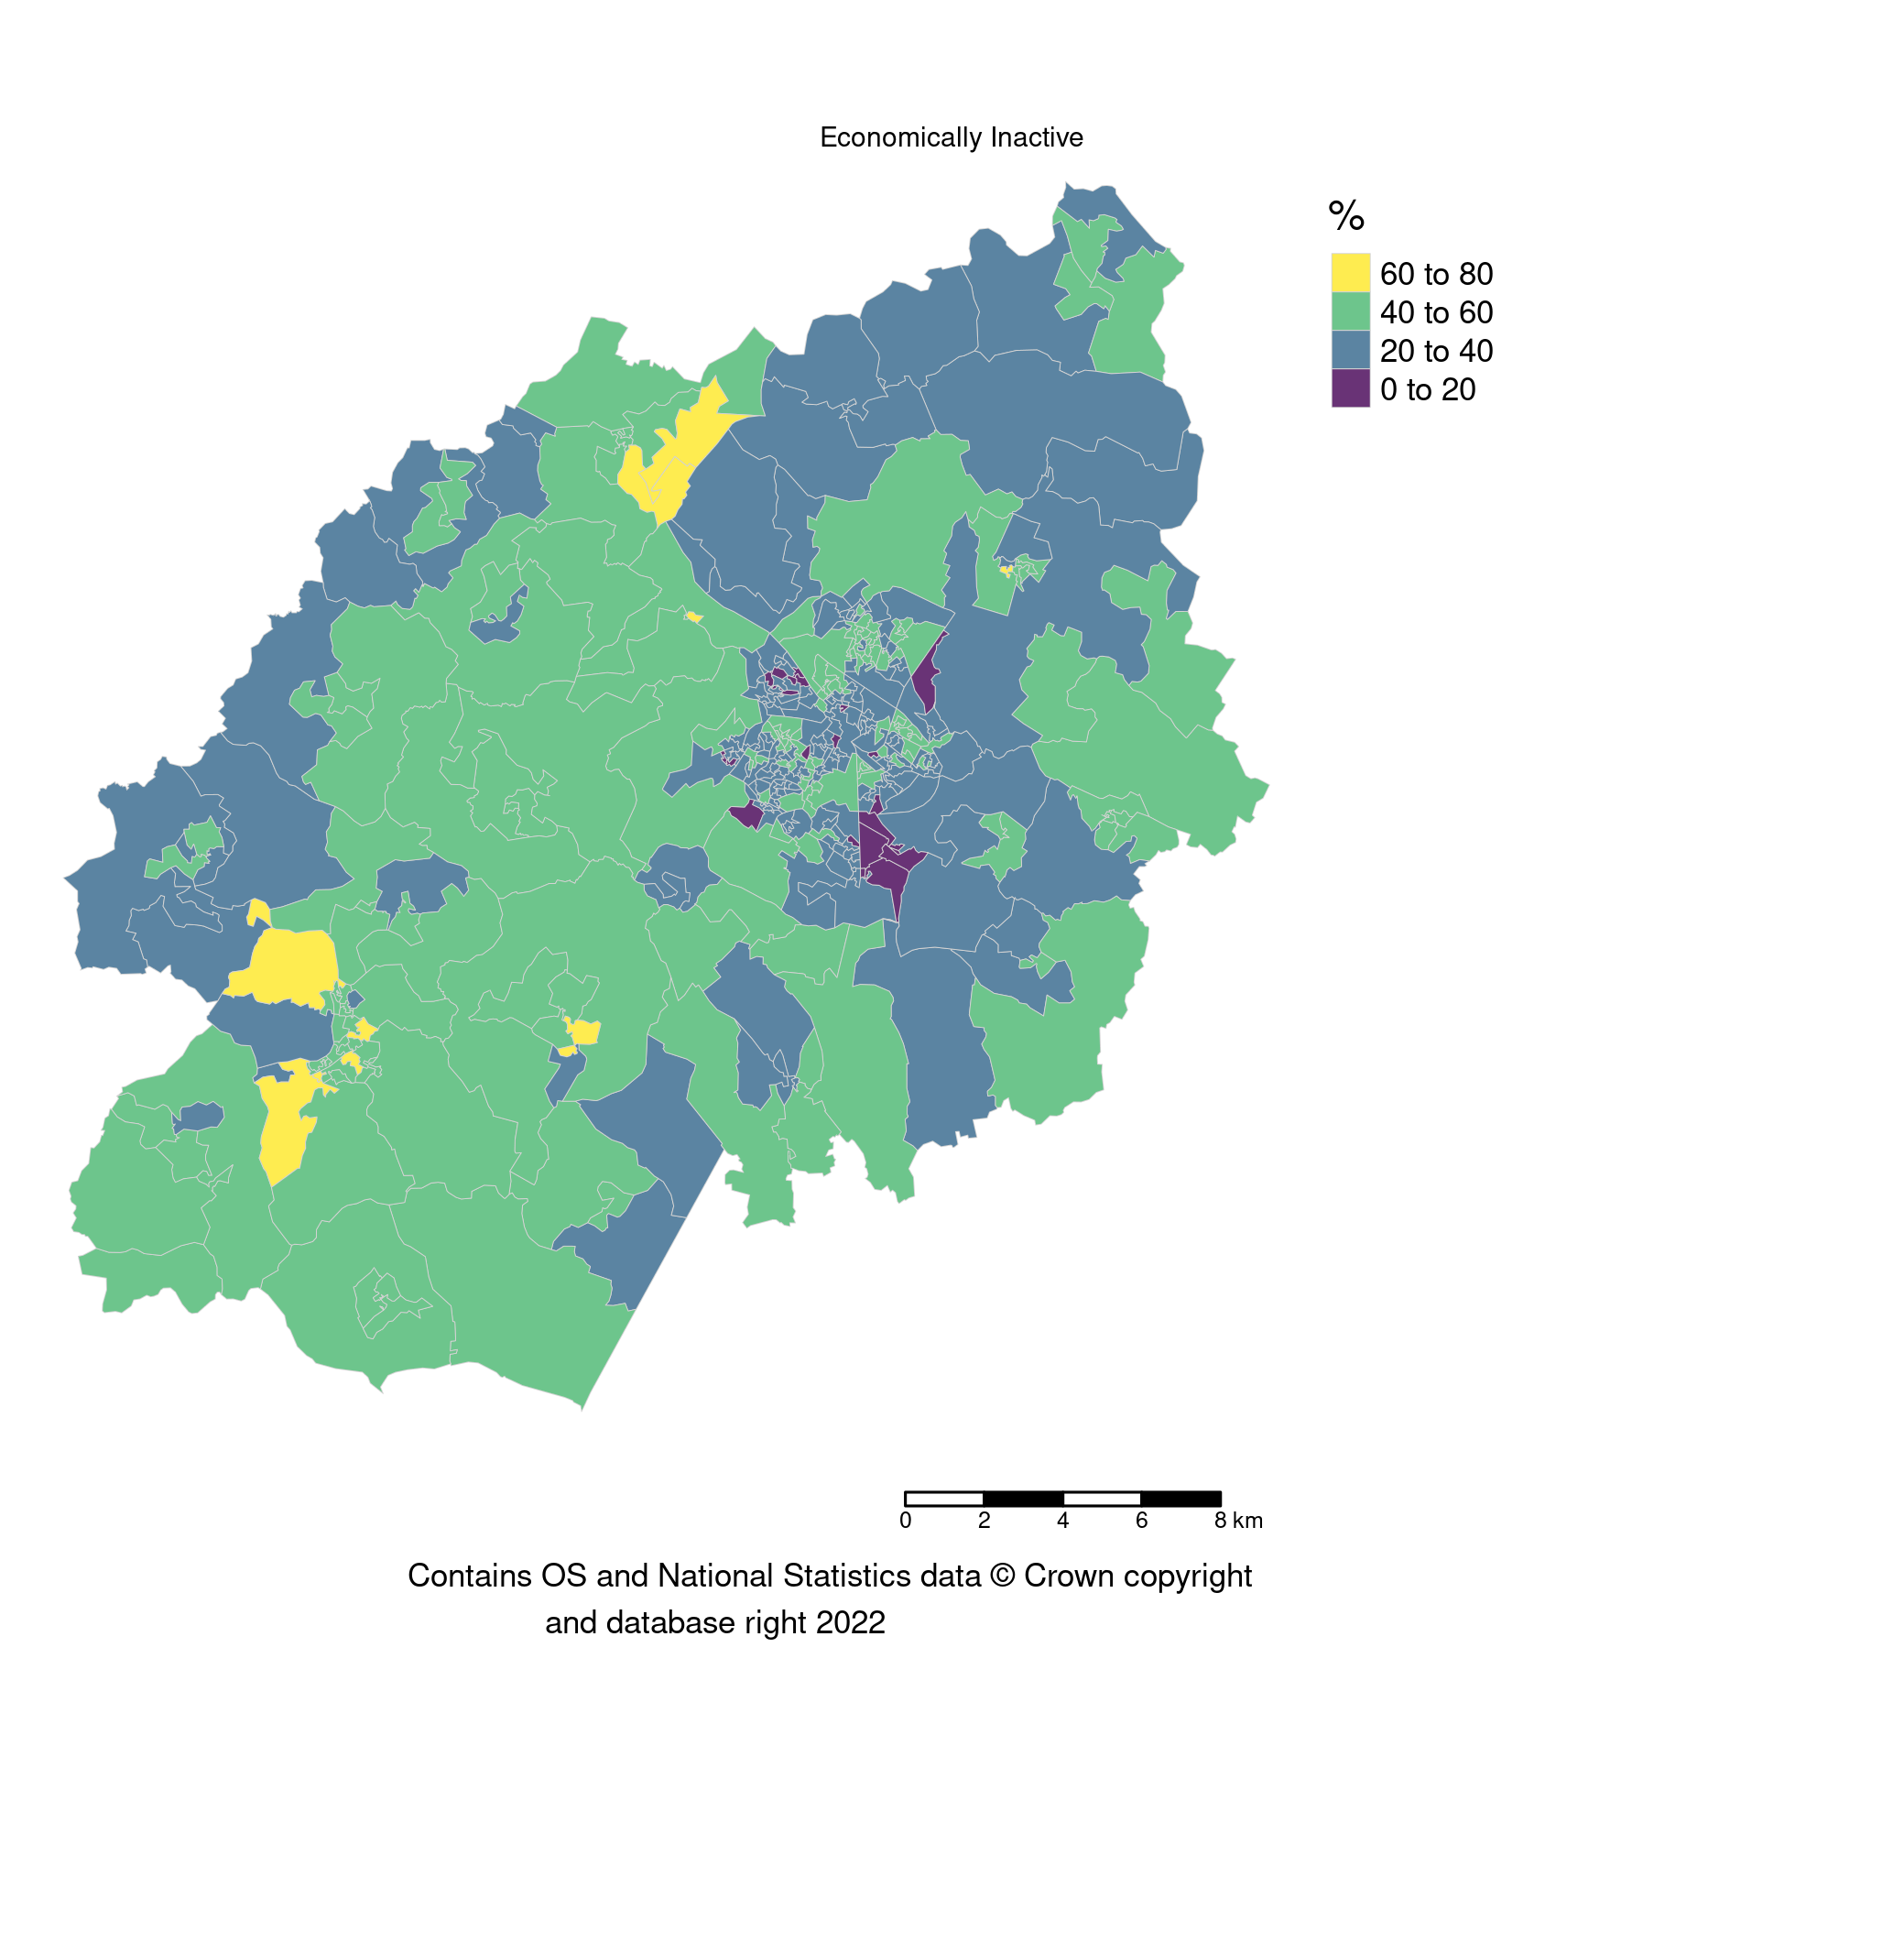 Economically Inactive
%
60 to 80
40 to 60
20 to 40
0 to 20
0 2 4 6 8 km
Contains OS and National Statistics data © Crown copyright
and database right 2022